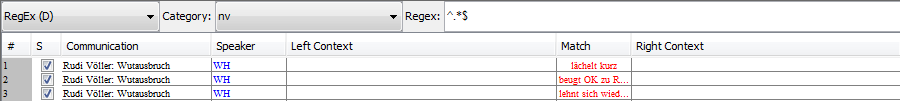 RegEx (D) Category: nv Regex: ^.*$
# S Communication Speaker Left Context Match Right Context
1 Rudi Völler: Wutausbruch WH lächelt kurz
2 Rudi Völler: Wutausbruch WH beugt OK zu R...
3 Rudi Völler: Wutausbruch WH lehnt sich wied...